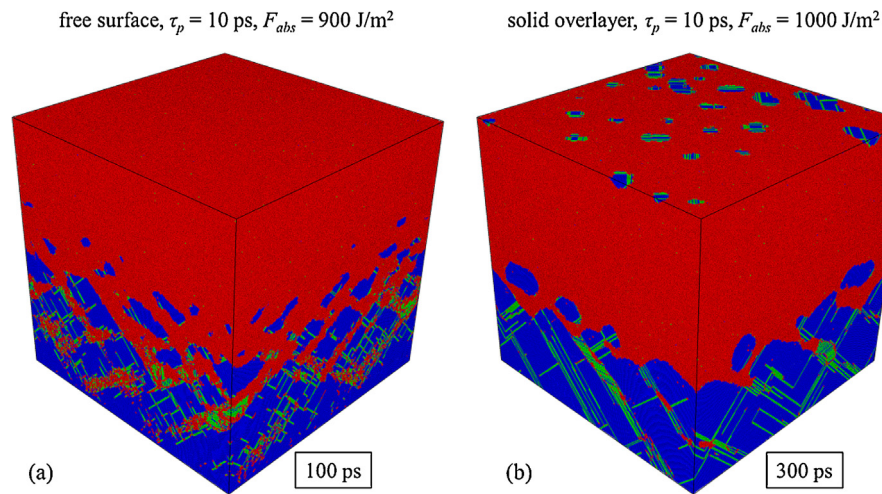 free surface, τp = 10 ps, Fabs = 900 J/m²
solid overlayer, τp = 10 ps, Fabs = 1000 J/m²
(a)
100 ps
(b)
300 ps